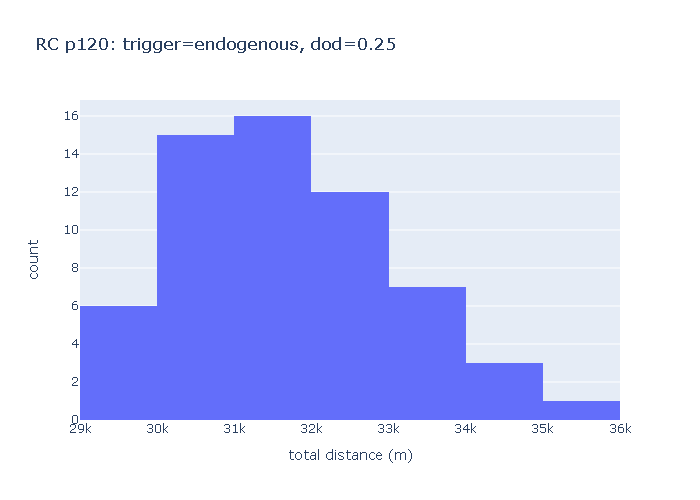 RC p120: trigger=endogenous, dod=0.25
count
16
14
12
10
8
6
4
2
0
29k 30k 31k 32k 33k 34k 35k 36k
total distance (m)